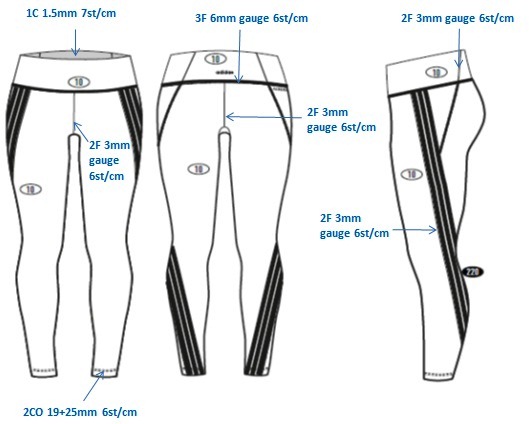 1C 1.5mm 7st/cm
3F 6mm gauge 6st/cm
2F 3mm gauge 6st/cm
10
10
10
adidas
2F 3mm
gauge
6st/cm
2F 3mm
gauge 6st/cm
10
10
10
2F 3mm
gauge 6st/cm
220
2CO 19+25mm 6st/cm